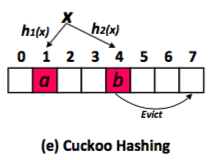 x
h1(x) h2(x)
0 1 2 3 4 5 6 7
a b
Evict
(e) Cuckoo Hashing